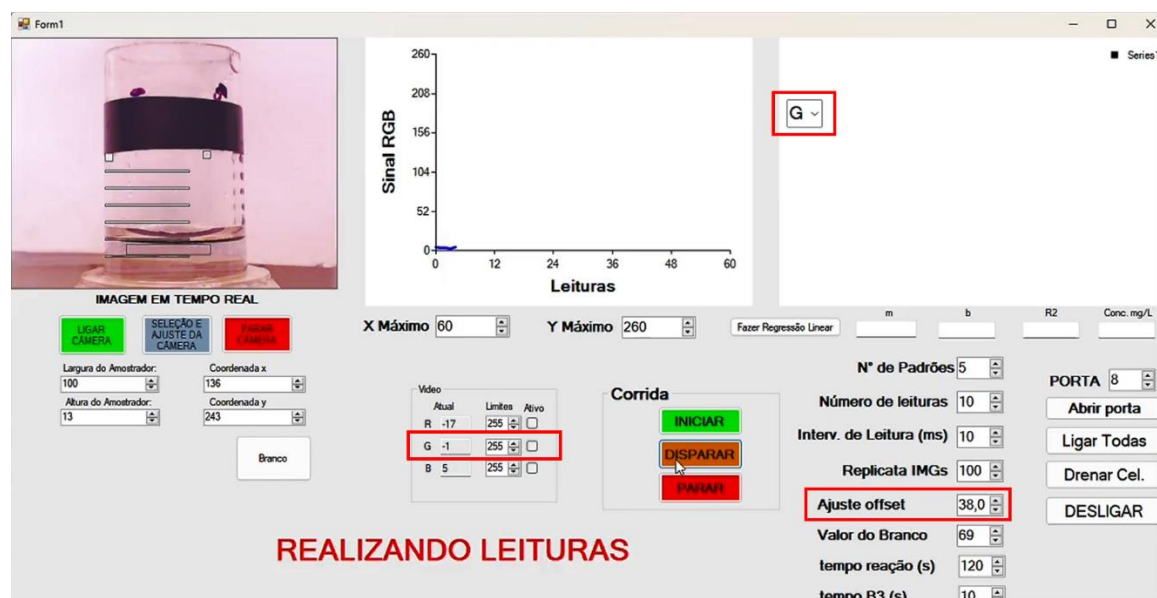 Form1
260
208
156
104
52
0
0 12 24 36 48 60
Sinal RGB
Leituras
G
Series1
IMAGEM EM TEMPO REAL
LIGAR CÂMERA
SELEÇÃO E AJUSTE DA CÂMERA
PARAR CÂMERA
Largura do Amostrador:
100
Coordenada x
136
Altura do Amostrador:
13
Coordenada y
243
Branco
X Máximo 60
Y Máximo 260
Fazer Regressão Linear
m b R2 Conc. mg/L
Video
Atual Limites Ativo
R -17 255
G -1 255
B 5 255
Corrida
INICIAR
DISPARAR
PARAR
REALIZANDO LEITURAS
N° de Padrões 5
Número de leituras 10
Interv. de Leitura (ms) 10
Replicata IMGs 100
Ajuste offset 38,0
Valor do Branco 69
tempo reação (s) 120
tempo B3 (s) 10
PORTA 8
Abrir porta
Ligar Todas
Drenar Cel.
DESLIGAR